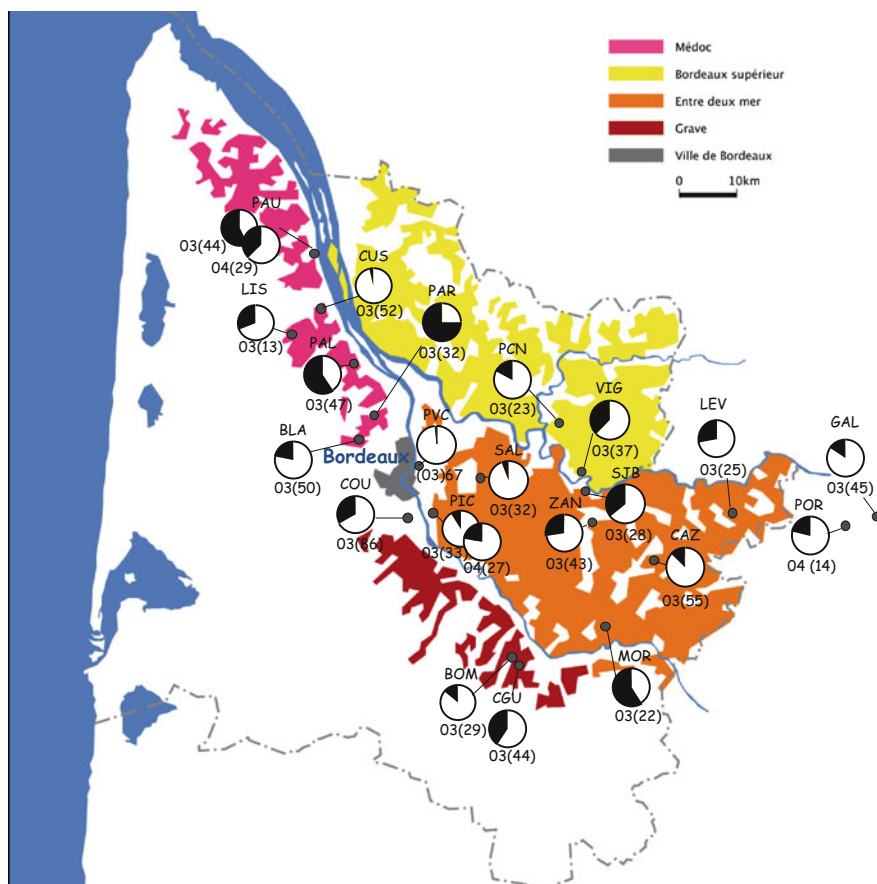 Médoc
Bordeaux supérieur
Entre deux mer
Grave
Ville de Bordeaux
0 10km
PAU
03(44)
04(29)
CUS
03(52)
LIS
03(13)
PAR
03(32)
PAL
03(47)
PCN
03(23)
VIG
03(37)
LEV
03(25)
GAL
03(45)
BLA
03(50)
Bordeaux
PVC
(03)67
SAL
03(32)
SJB
03(28)
POR
04 (14)
COU
03(86)
PIC
03(33)
04(27)
ZAN
03(43)
CAZ
03(55)
BOM
03(29)
CGU
03(44)
MOR
03(22)